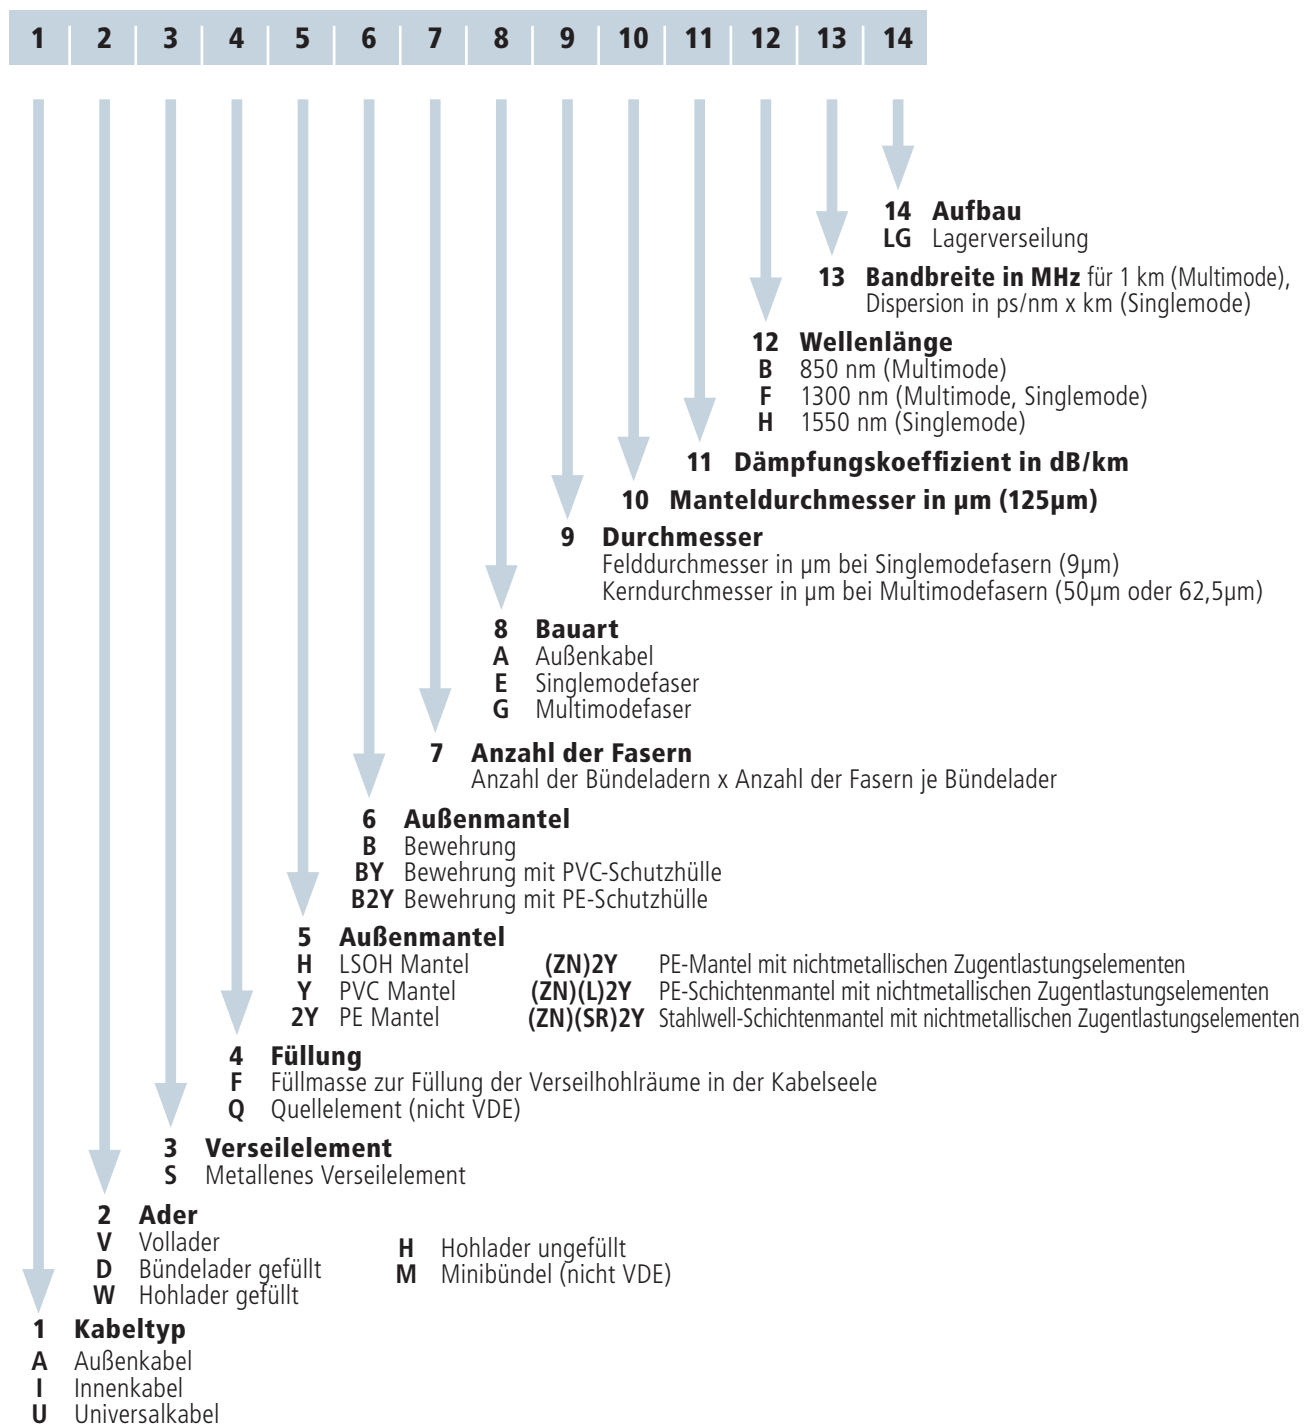 1 2 3 4 5 6 7 8 9 10 11 12 13 14
14 Aufbau
LG Lagerverseilung
13 Bandbreite in MHz für 1 km (Multimode),
Dispersion in ps/nm x km (Singlemode)
12 Wellenlänge
B 850 nm (Multimode)
F 1300 nm (Multimode, Singlemode)
H 1550 nm (Singlemode)
11 Dämpfungskoeffizient in dB/km
10 Manteldurchmesser in µm (125µm)
9 Durchmesser
Felddurchmesser in µm bei Singlemodefasern (9µm)
Kerndurchmesser in µm bei Multimodefasern (50µm oder 62,5µm)
8 Bauart
A Außenkabel
E Singlemodefaser
G Multimodefaser
7 Anzahl der Fasern
Anzahl der Bündeladern x Anzahl der Fasern je Bündelader
6 Außenmantel
B Bewehrung
BY Bewehrung mit PVC-Schutzhülle
B2Y Bewehrung mit PE-Schutzhülle
5 Außenmantel
H LSOH Mantel (ZN)2Y PE-Mantel mit nichtmetallischen Zugentlastungselementen
Y PVC Mantel (ZN)(L)2Y PE-Schichtenmantel mit nichtmetallischen Zugentlastungselementen
2Y PE Mantel (ZN)(SR)2Y Stahlwell-Schichtenmantel mit nichtmetallischen Zugentlastungselementen
4 Füllung
F Füllmasse zur Füllung der Verseilhohlräume in der Kabelseele
Q Quellelement (nicht VDE)
3 Verseilelement
S Metallenes Verseilelement
2 Ader
V Vollader H Hohlader ungefüllt
D Bündelader gefüllt M Minibündel (nicht VDE)
W Hohlader gefüllt
1 Kabeltyp
A Außenkabel
I Innenkabel
U Universalkabel